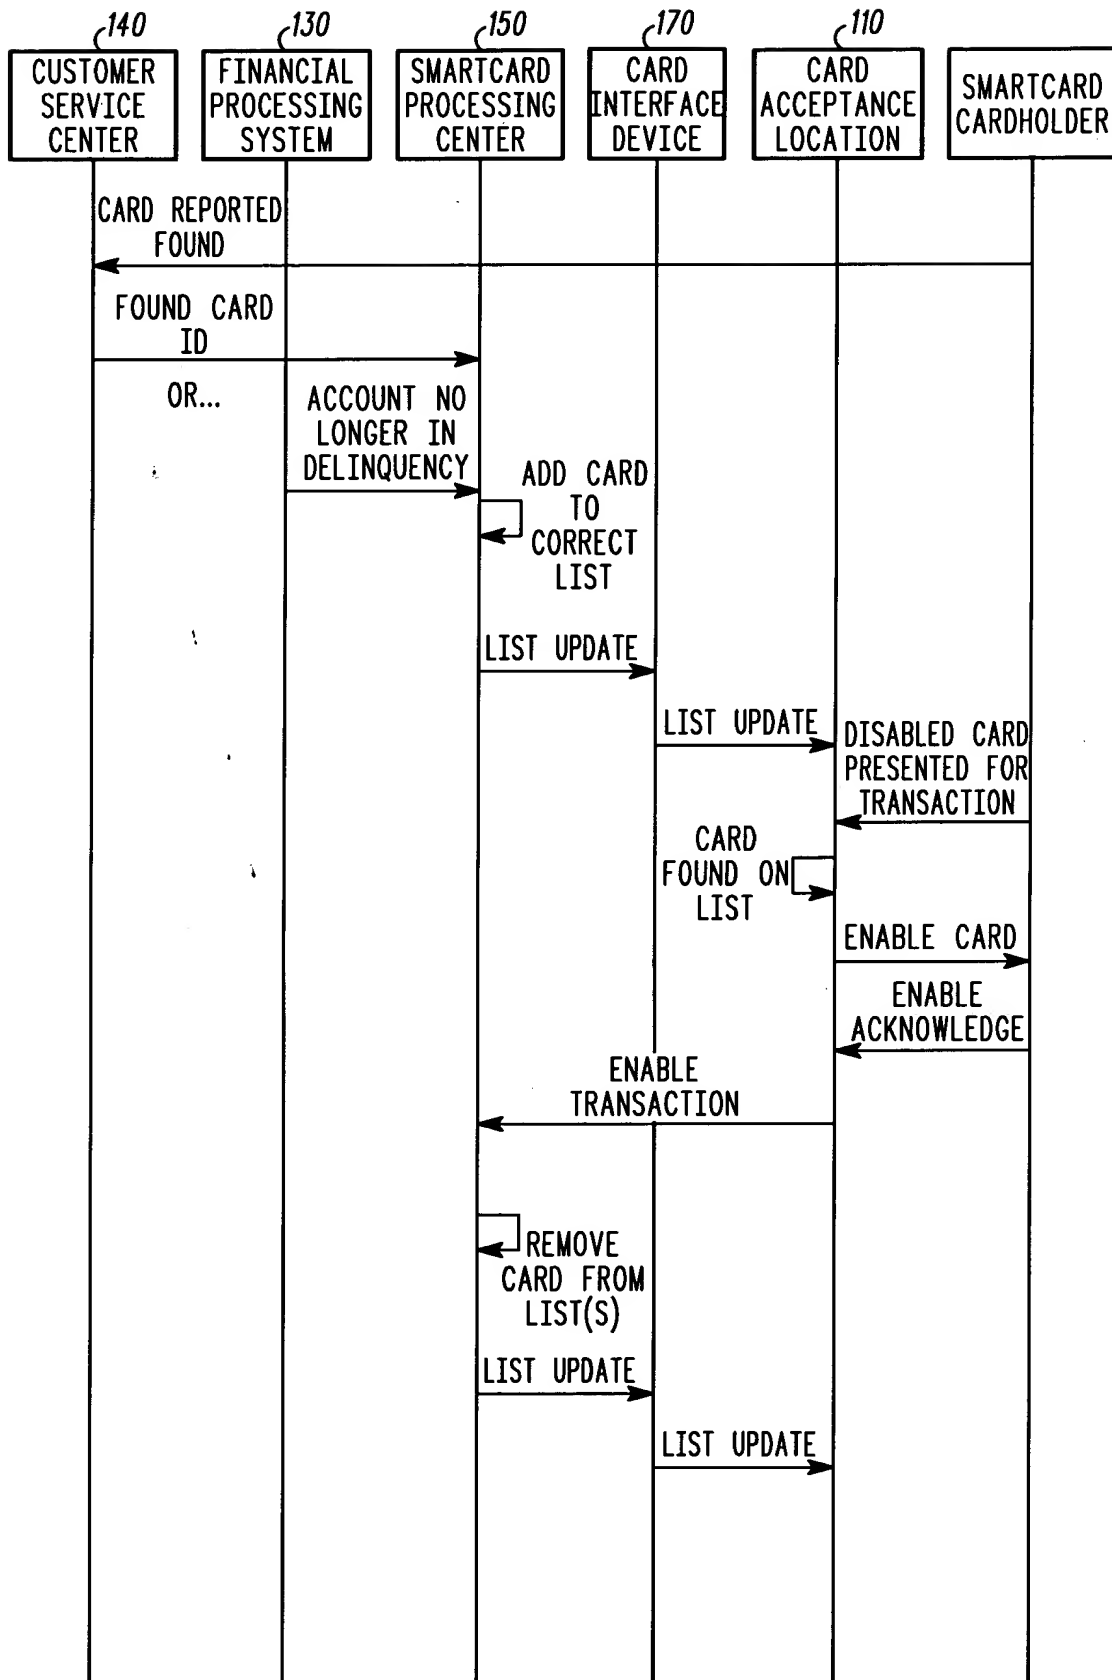 140
130
150
170
110
CUSTOMER
SERVICE
CENTER
FINANCIAL
PROCESSING
SYSTEM
SMARTCARD
PROCESSING
CENTER
CARD
INTERFACE
DEVICE
CARD
ACCEPTANCE
LOCATION
SMARTCARD
CARDHOLDER
CARD REPORTED
FOUND
FOUND CARD
ID
OR...
ACCOUNT NO
LONGER IN
DELINQUENCY
ADD CARD
TO
CORRECT
LIST
LIST UPDATE
LIST UPDATE
DISABLED CARD
PRESENTED FOR
TRANSACTION
CARD
FOUND ON
LIST
ENABLE CARD
ENABLE
ACKNOWLEDGE
ENABLE
TRANSACTION
REMOVE
CARD FROM
LIST(S)
LIST UPDATE
LIST UPDATE